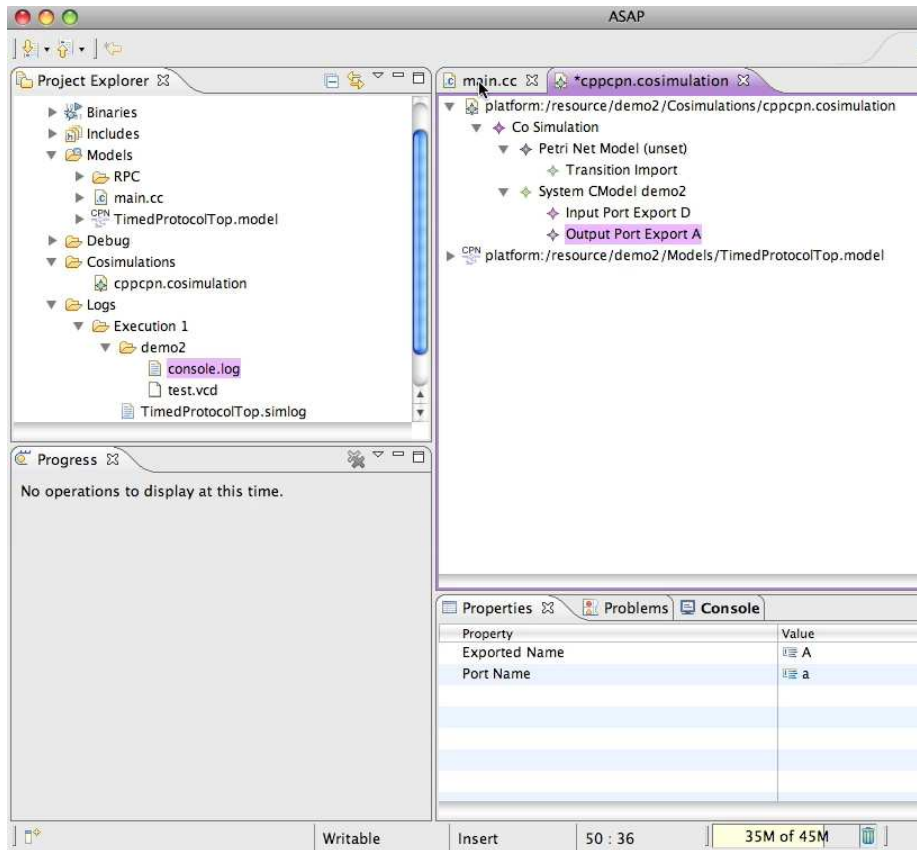 ASAP
Project Explorer
Binaries
Includes
Models
RPC
main.cc
CPN TimedProtocolTop.model
Debug
Cosimulations
cppcpn.cosimulation
Logs
Execution 1
demo2
console.log
test.vcd
TimedProtocolTop.simlog
Progress
No operations to display at this time.
main.cc
*cppcpn.cosimulation
platform:/resource/demo2/Cosimulations/cppcpn.cosimulation
Co Simulation
Petri Net Model (unset)
Transition Import
System CModel demo2
Input Port Export D
Output Port Export A
CPN platform:/resource/demo2/Models/TimedProtocolTop.model
Properties
Problems
Console
Property Value
Exported Name A
Port Name a
Writable Insert 50 : 36 35M of 45M